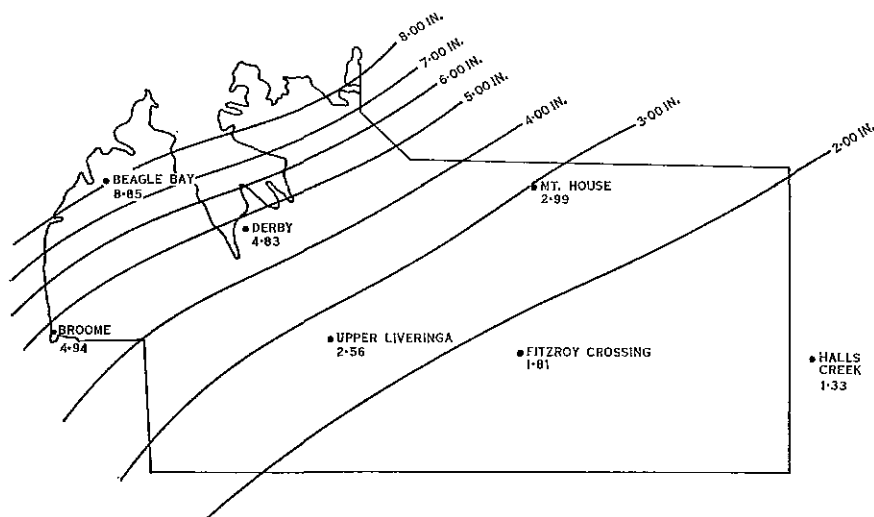 8·00 IN.
7·00 IN.
6·00 IN.
5·00 IN.
4·00 IN.
3·00 IN.
2·00 IN.
BEAGLE BAY
8·85
MT. HOUSE
2·99
DERBY
4·83
BROOME
4·94
UPPER LIVERINGA
2·56
FITZROY CROSSING
1·81
HALLS
CREEK
1·33